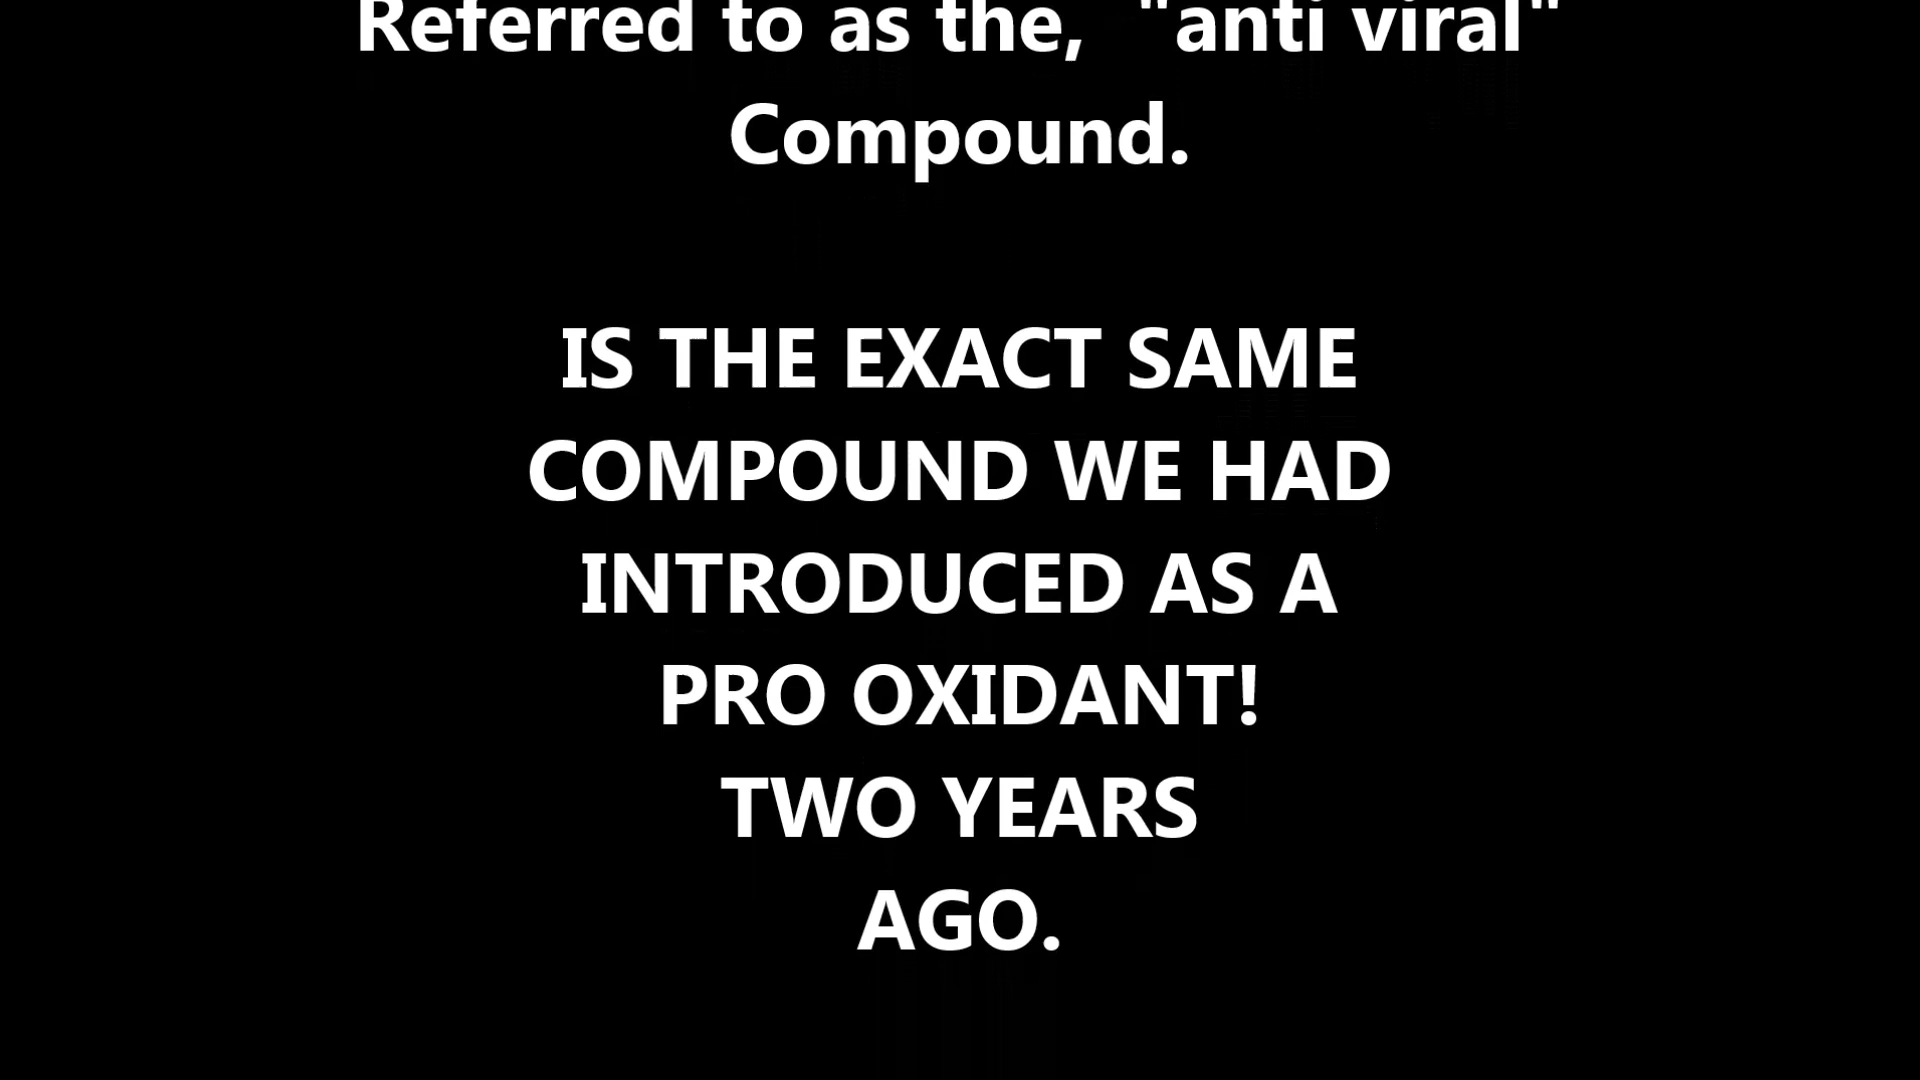 Referred to as the,  "anti viral"
Compound.
IS THE EXACT SAME
COMPOUND WE HAD
INTRODUCED AS A
PRO OXIDANT!
TWO YEARS
AGO.